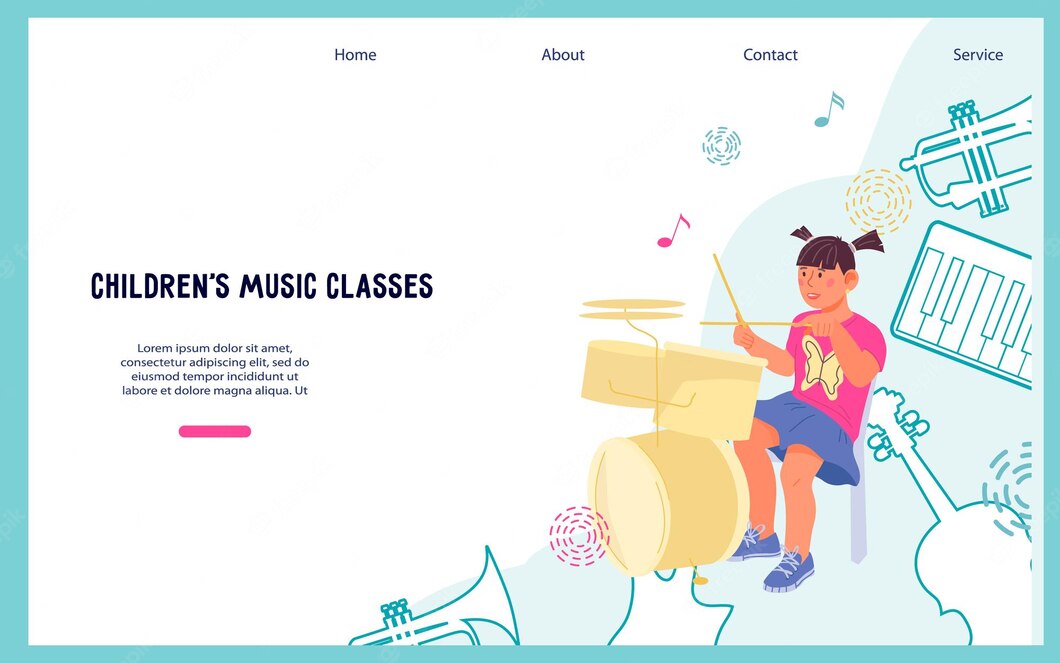 Home About Contact Service
CHILDREN'S MUSIC CLASSES
Lorem ipsum dolor sit amet,
consectetur adipiscing elit, sed do
eiusmod tempor incididunt ut
labore et dolore magna aliqua. Ut